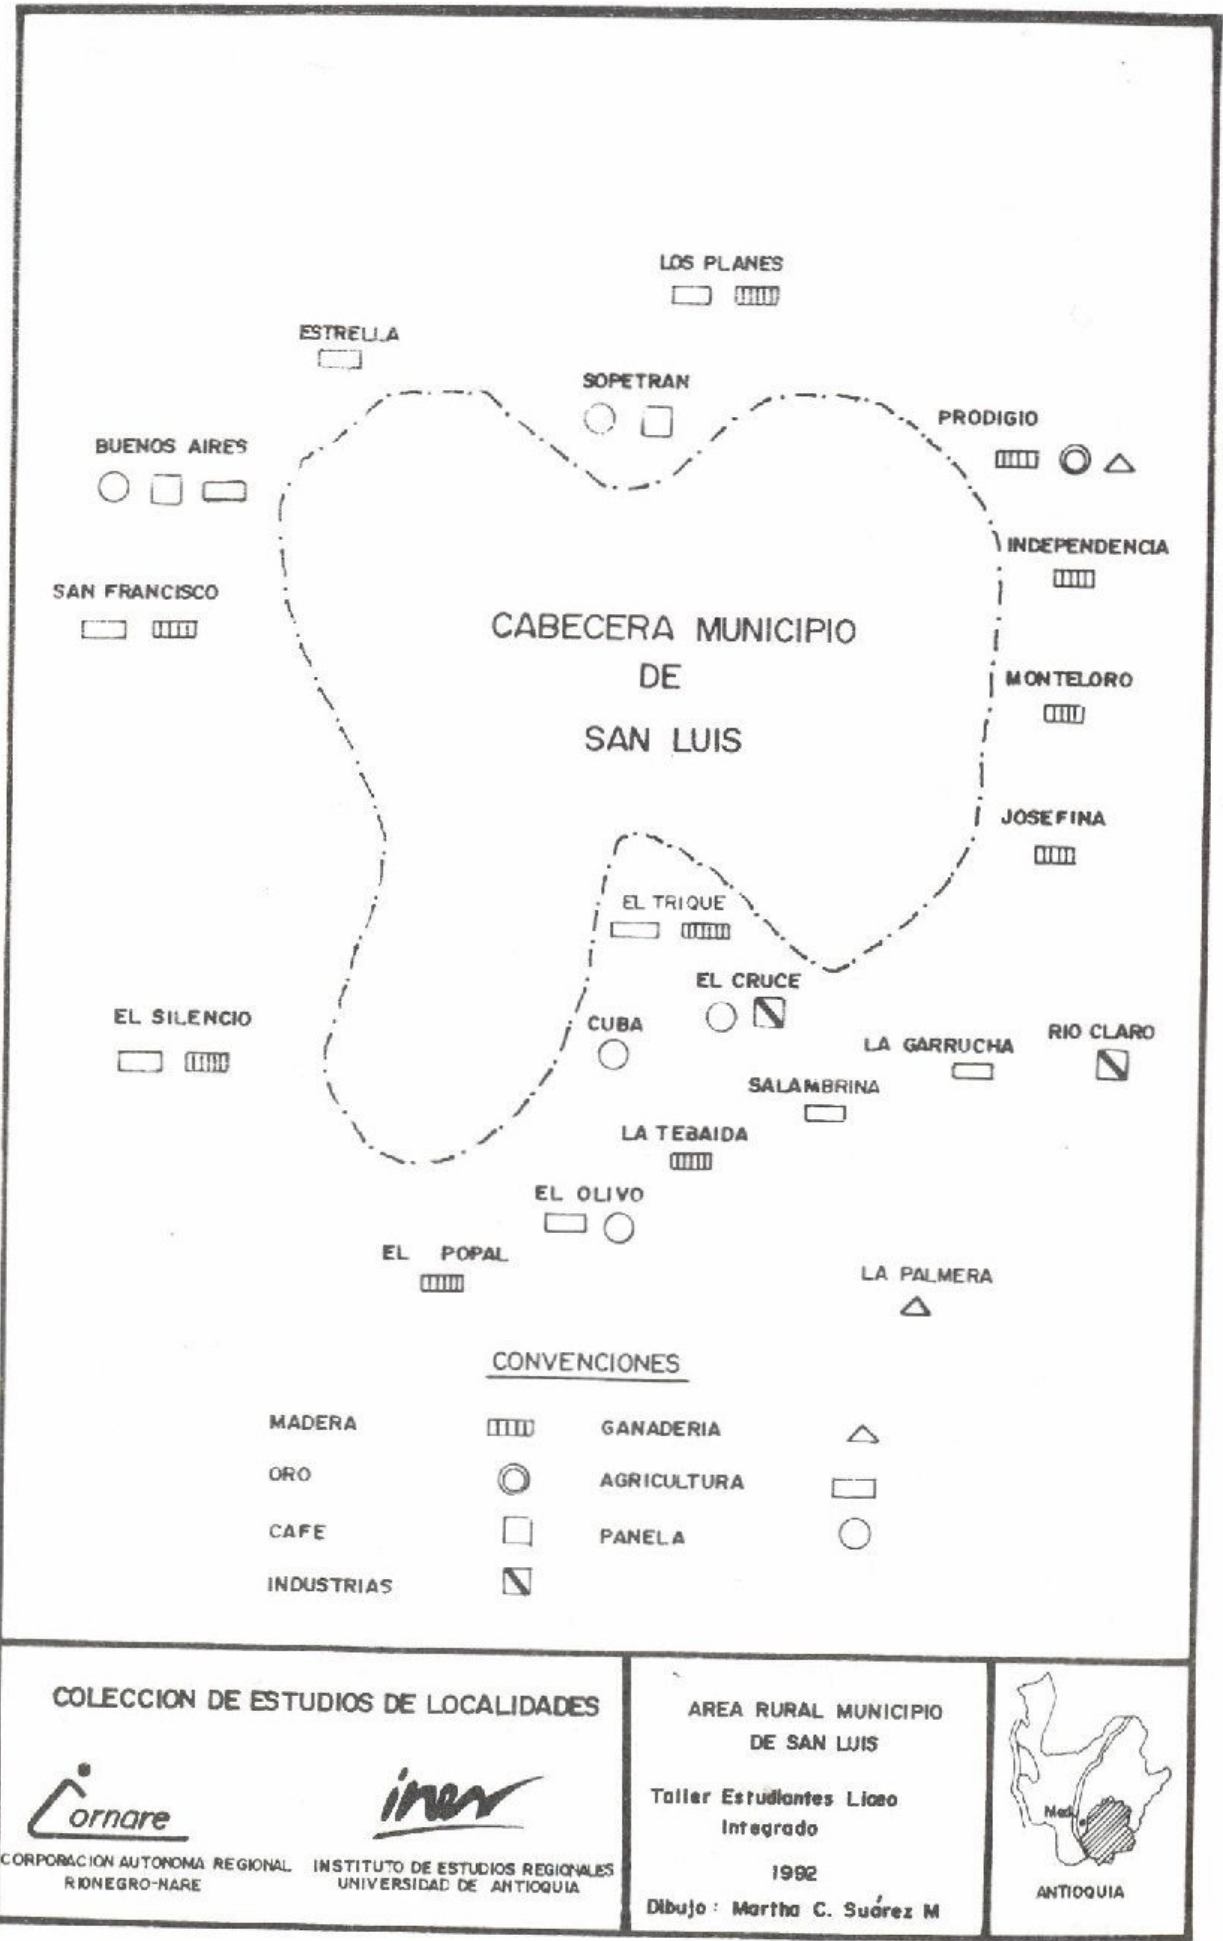 LOS PLANES
ESTRELLA
SOPETRAN
PRODIGIO
BUENOS AIRES
INDEPENDENCIA
SAN FRANCISCO
CABECERA MUNICIPIO
DE
SAN LUIS
MONTELORO
JOSEFINA
EL TRIQUE
EL CRUCE
EL SILENCIO
CUBA
LA GARRUCHA
RIO CLARO
SALAMBRINA
LA TEBAIDA
EL OLIVO
EL POPAL
LA PALMERA
CONVENCIONES
MADERA
GANADERIA
ORO
AGRICULTURA
CAFE
PANELA
INDUSTRIAS
COLECCION DE ESTUDIOS DE LOCALIDADES
Cornare
CORPORACION AUTONOMA REGIONAL
RIONEGRO-NARE
iner
INSTITUTO DE ESTUDIOS REGIONALES
UNIVERSIDAD DE ANTIOQUIA
AREA RURAL MUNICIPIO
DE SAN LUIS
Taller Estudiantes Liceo
Integrado
1992
Dibujo : Martha C. Suárez M
Med.
ANTIOQUIA